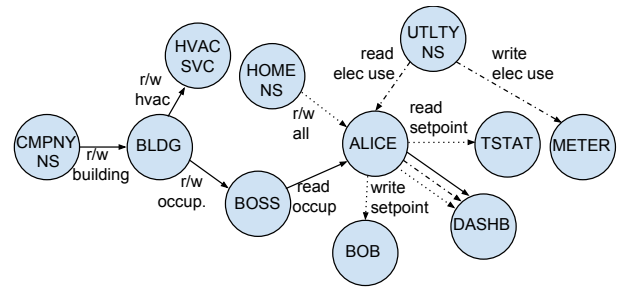 HVAC
SVC
UTLTY
NS
HOME
NS
read
elec use
write
elec use
r/w
hvac
r/w
all
read
setpoint
CMPNY
NS
BLDG
ALICE
TSTAT
METER
r/w
building
r/w
occup.
BOSS
read
occup
write
setpoint
DASHB
BOB